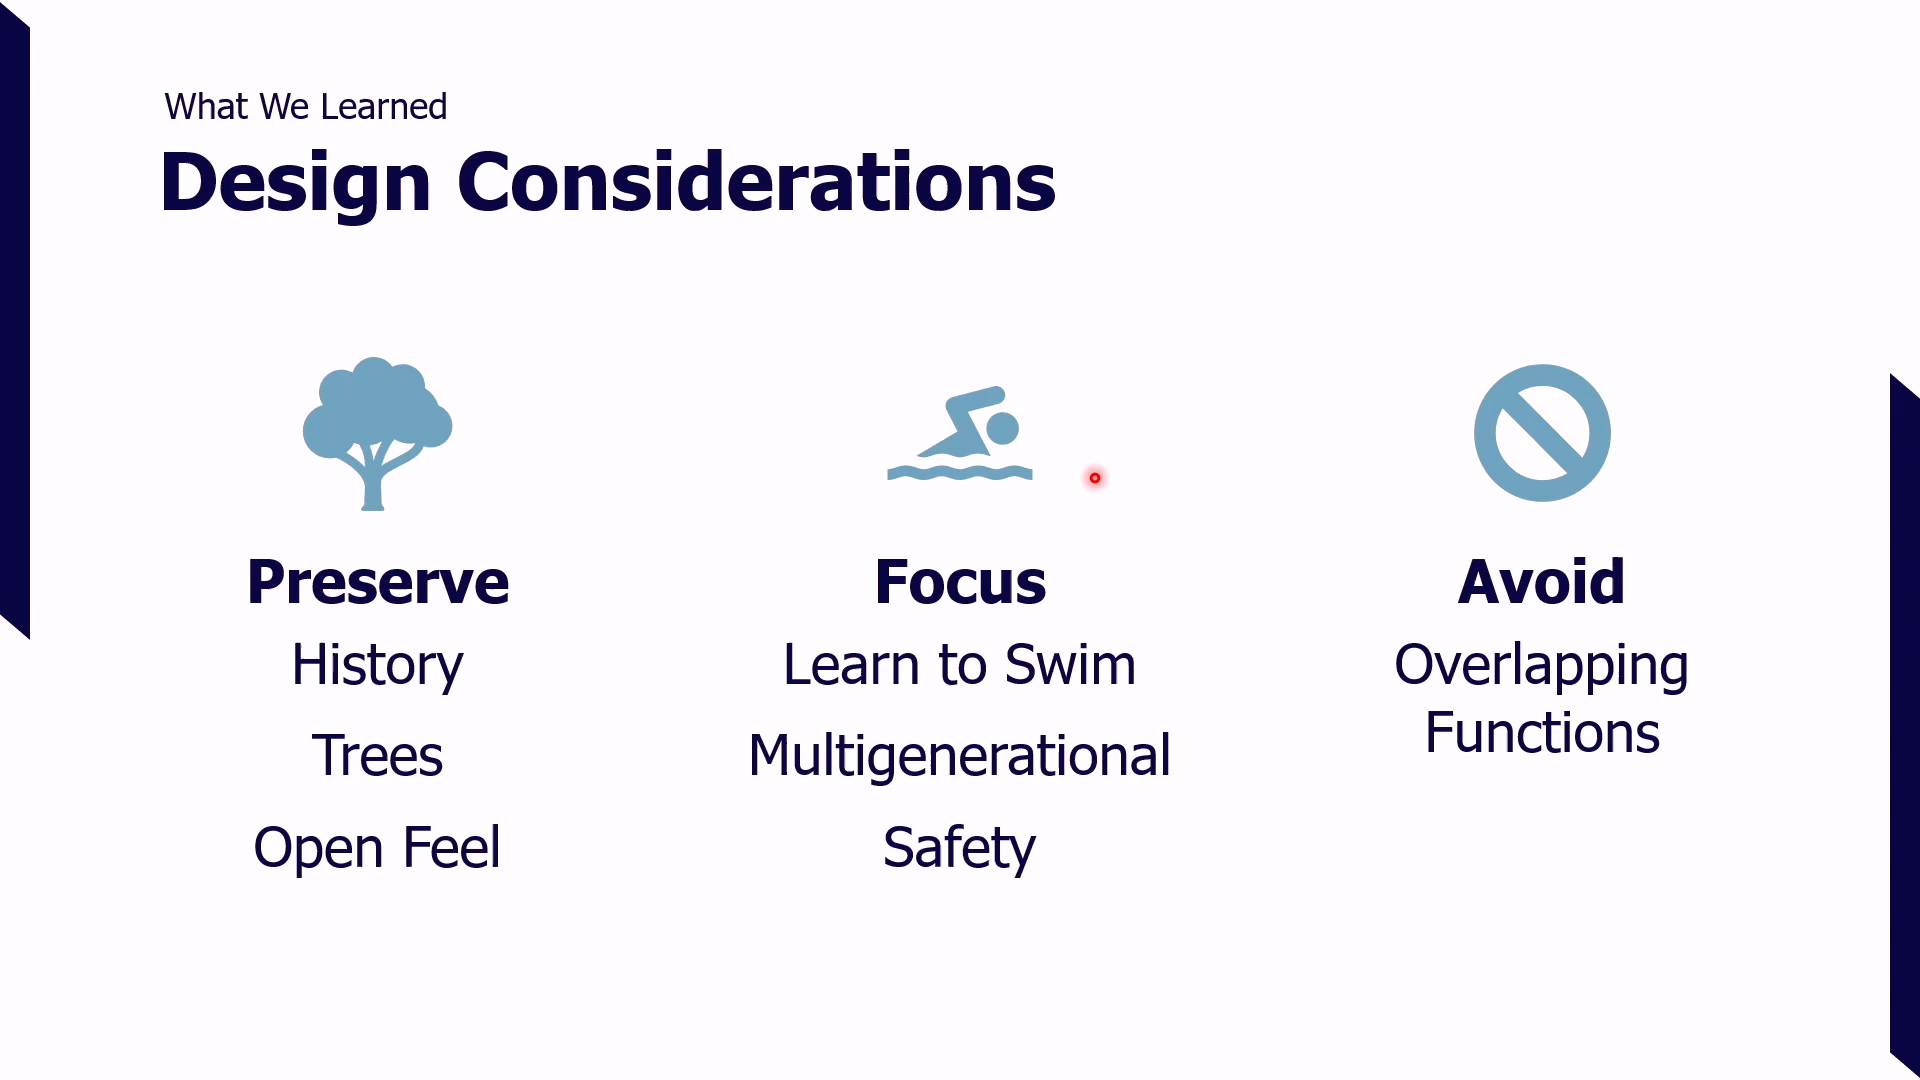 What We Learned
Design Considerations
Preserve
History
Trees
Open Feel
Focus
Learn to Swim
Multigenerational
Safety
Avoid
Overlapping
Functions